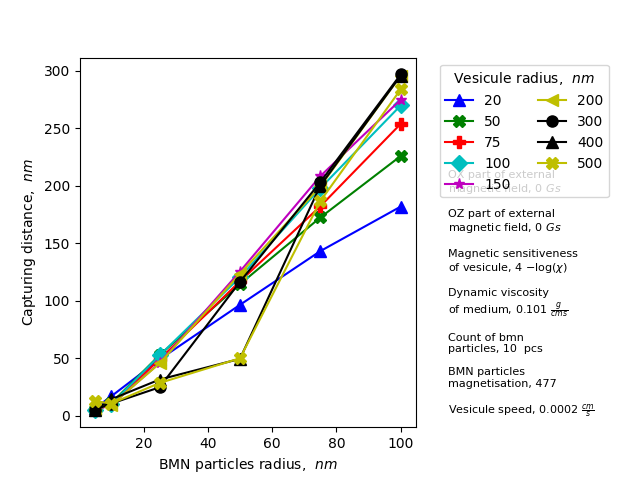 Vesicule radius, nm
20
50
75
100
150
200
300
400
500
OX part of external
magnetic field, 0 Gs
OZ part of external
magnetic field, 0 Gs
Magnetic sensitiveness
of vesicule, 4 −log(χ)
Dynamic viscosity
of medium, 0.101 g/cms
Count of bmn
particles, 10 pcs
BMN particles
magnetisation, 477
Vesicule speed, 0.0002 cm/s
Capturing distance, nm
300
250
200
150
100
50
0
20
40
60
80
100
BMN particles radius, nm